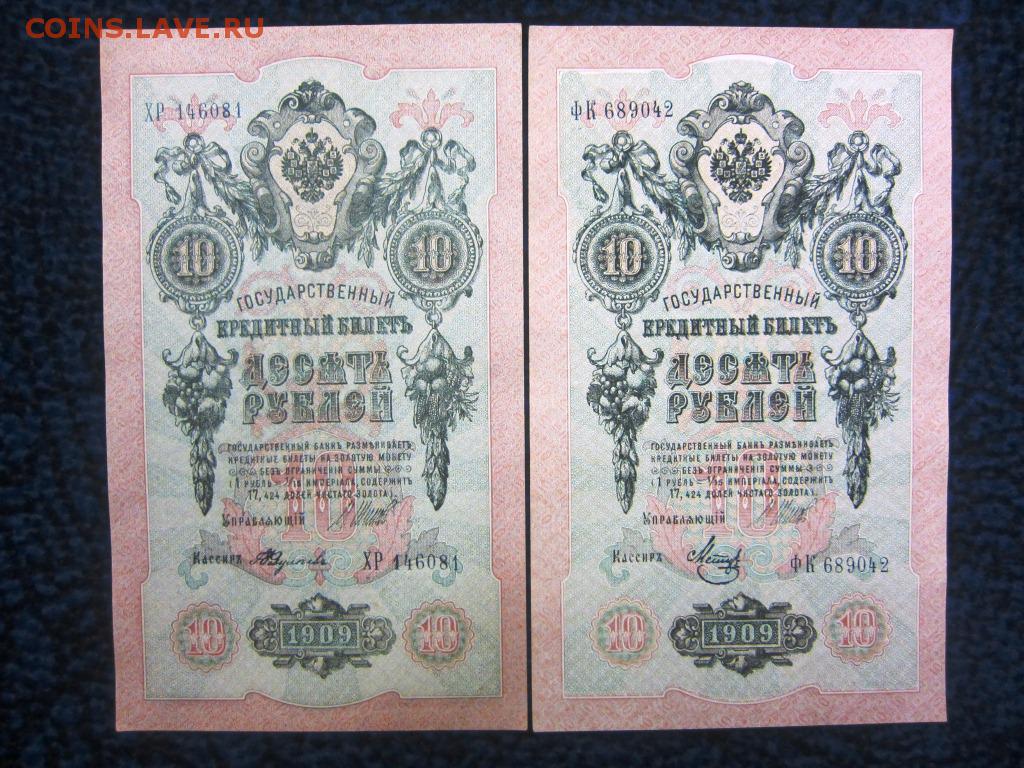 COINS.LAVE.RU
ХР 146081
10 10
ГОСУДАРСТВЕННЫЙ
КРЕДИТНЫЙ БИЛЕТЪ
ДЕСЯТЬ
РУБЛЕЙ
ГОСУДАРСТВЕННЫЙ БАНКЪ РАЗМѢНИВАЕТЪ
КРЕДИТНЫЕ БИЛЕТЫ НА ЗОЛОТУЮ МОНЕТУ
БЕЗЪ ОГРАНИЧЕНІЯ СУММЫ
(1 РУБЛЬ = 1/15 ИМПЕРІАЛА, СОДЕРЖИТЪ
17,424 ДОЛЕЙ ЧИСТАГО ЗОЛОТА).
10
Управляющій
Кассиръ ХР 146081
10 1909 10
ФК 689042
10 10
ГОСУДАРСТВЕННЫЙ
КРЕДИТНЫЙ БИЛЕТЪ
ДЕСЯТЬ
РУБЛЕЙ
ГОСУДАРСТВЕННЫЙ БАНКЪ РАЗМѢНИВАЕТЪ
КРЕДИТНЫЕ БИЛЕТЫ НА ЗОЛОТУЮ МОНЕТУ
БЕЗЪ ОГРАНИЧЕНІЯ СУММЫ
(1 РУБЛЬ = 1/15 ИМПЕРІАЛА, СОДЕРЖИТЪ
17,424 ДОЛЕЙ ЧИСТАГО ЗОЛОТА).
10
Управляющій
Кассиръ ФК 689042
10 1909 10